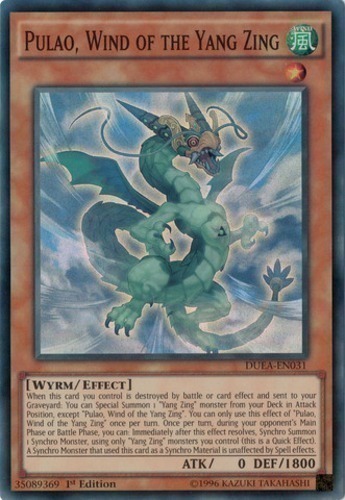 PULAO, WIND OF THE YANG ZING
風
DUEA-EN031
[WYRM/EFFECT]
When this card you control is destroyed by battle or card effect and sent to your
Graveyard: You can Special Summon 1 "Yang Zing" monster from your Deck in Attack
Position, except "Pulao, Wind of the Yang Zing". You can only use this effect of "Pulao,
Wind of the Yang Zing" once per turn. Once per turn, during your opponent's Main
Phase or Battle Phase, you can: Immediately after this effect resolves, Synchro Summon
1 Synchro Monster, using only "Yang Zing" monsters you control (this is a Quick Effect).
A Synchro Monster that used this card as a Synchro Material is unaffected by Spell effects.
ATK/ 0 DEF/1800
35089369 1st Edition ©1996 KAZUKI TAKAHASHI